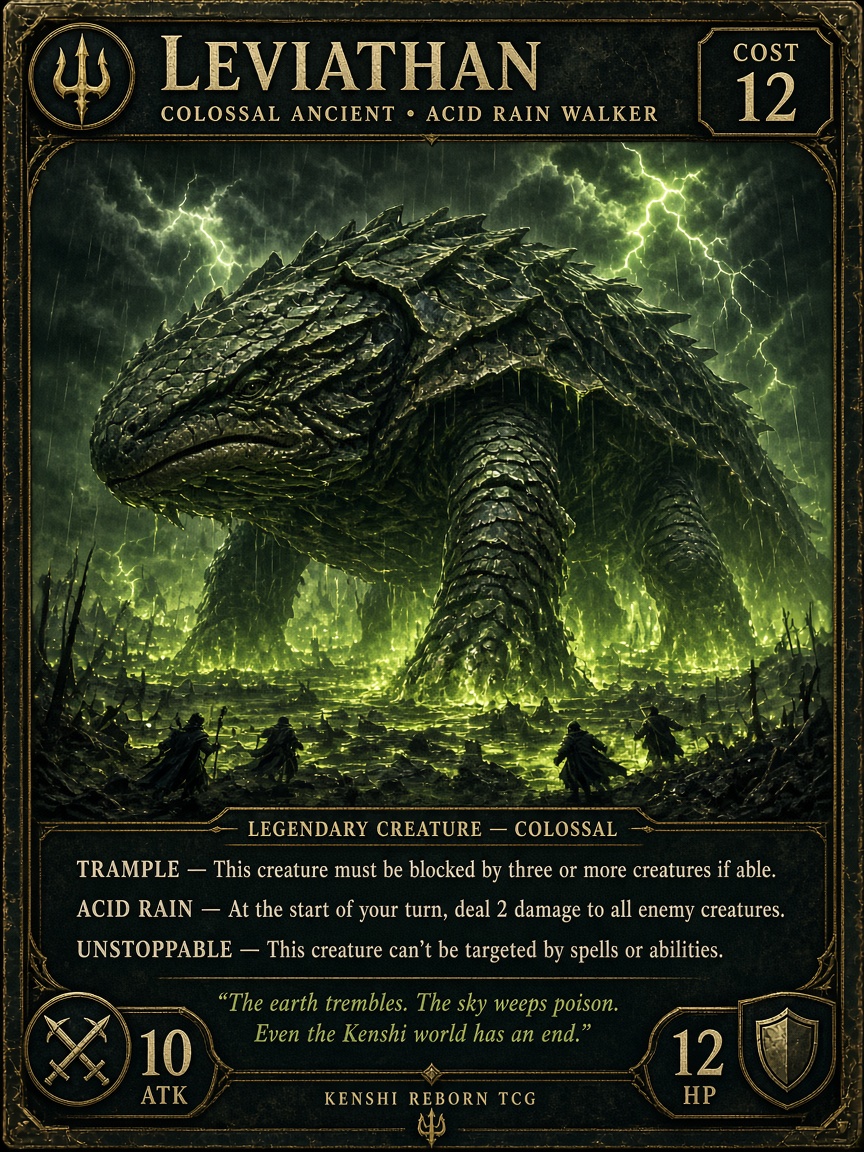 LEVIATHAN
COLOSSAL ANCIENT • ACID RAIN WALKER
COST
12
LEGENDARY CREATURE — COLOSSAL
TRAMPLE — This creature must be blocked by three or more creatures if able.
ACID RAIN — At the start of your turn, deal 2 damage to all enemy creatures.
UNSTOPPABLE — This creature can't be targeted by spells or abilities.
"The earth trembles. The sky weeps poison.
Even the Kenshi world has an end."
10
ATK
12
HP
KENSHI REBORN TCG